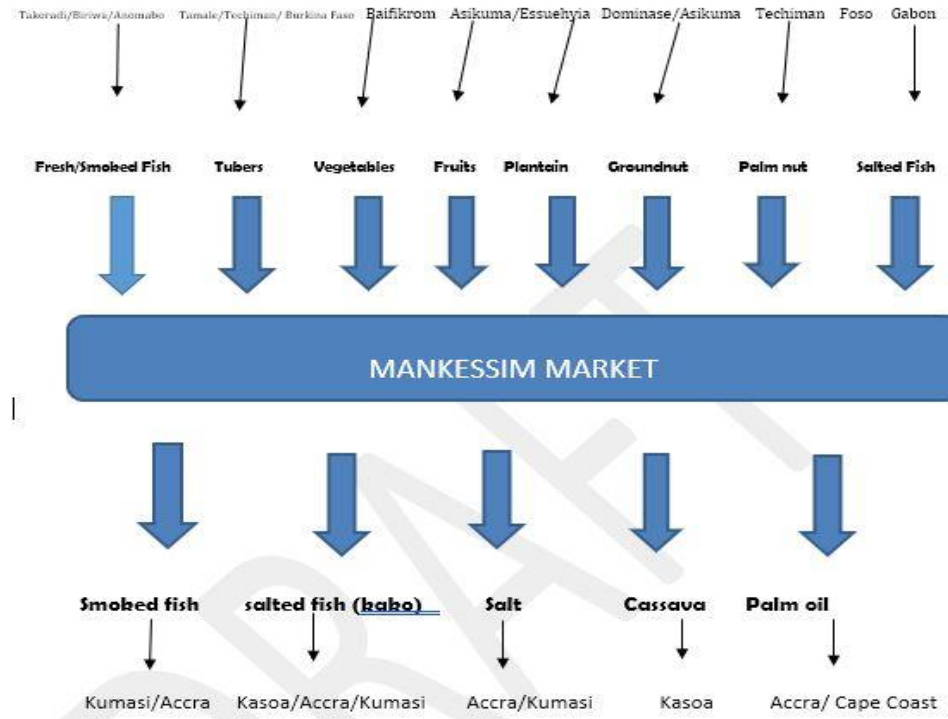 Takoradi/Biriwa/Anomabo Tamale/Techiman/ Burkina Faso Baifikrom Asikuma/Essuehyia Dominase/Asikuma Techiman Foso Gabon
Fresh/Smoked Fish Tubers Vegetables Fruits Plantain Groundnut Palm nut Salted Fish
MANKESSIM MARKET
Smoked fish salted fish (kako) Salt Cassava Palm oil
Kumasi/Accra Kasoa/Accra/Kumasi Accra/Kumasi Kasoa Accra/ Cape Coast
DRAFT